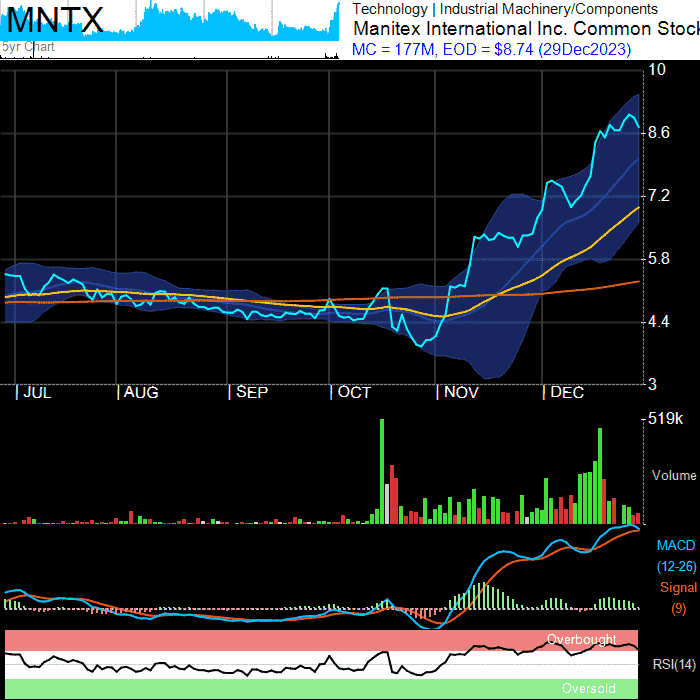 MNTX
5yr Chart
Technology | Industrial Machinery/Components
Manitex International Inc. Common Stock
MC = 177M, EOD = $8.74 (29Dec2023)
10
8.6
7.2
5.8
4.4
3
JUL
AUG
SEP
OCT
NOV
DEC
519k
Volume
MACD
(12-26)
Signal
(9)
Overbought
RSI(14)
Oversold